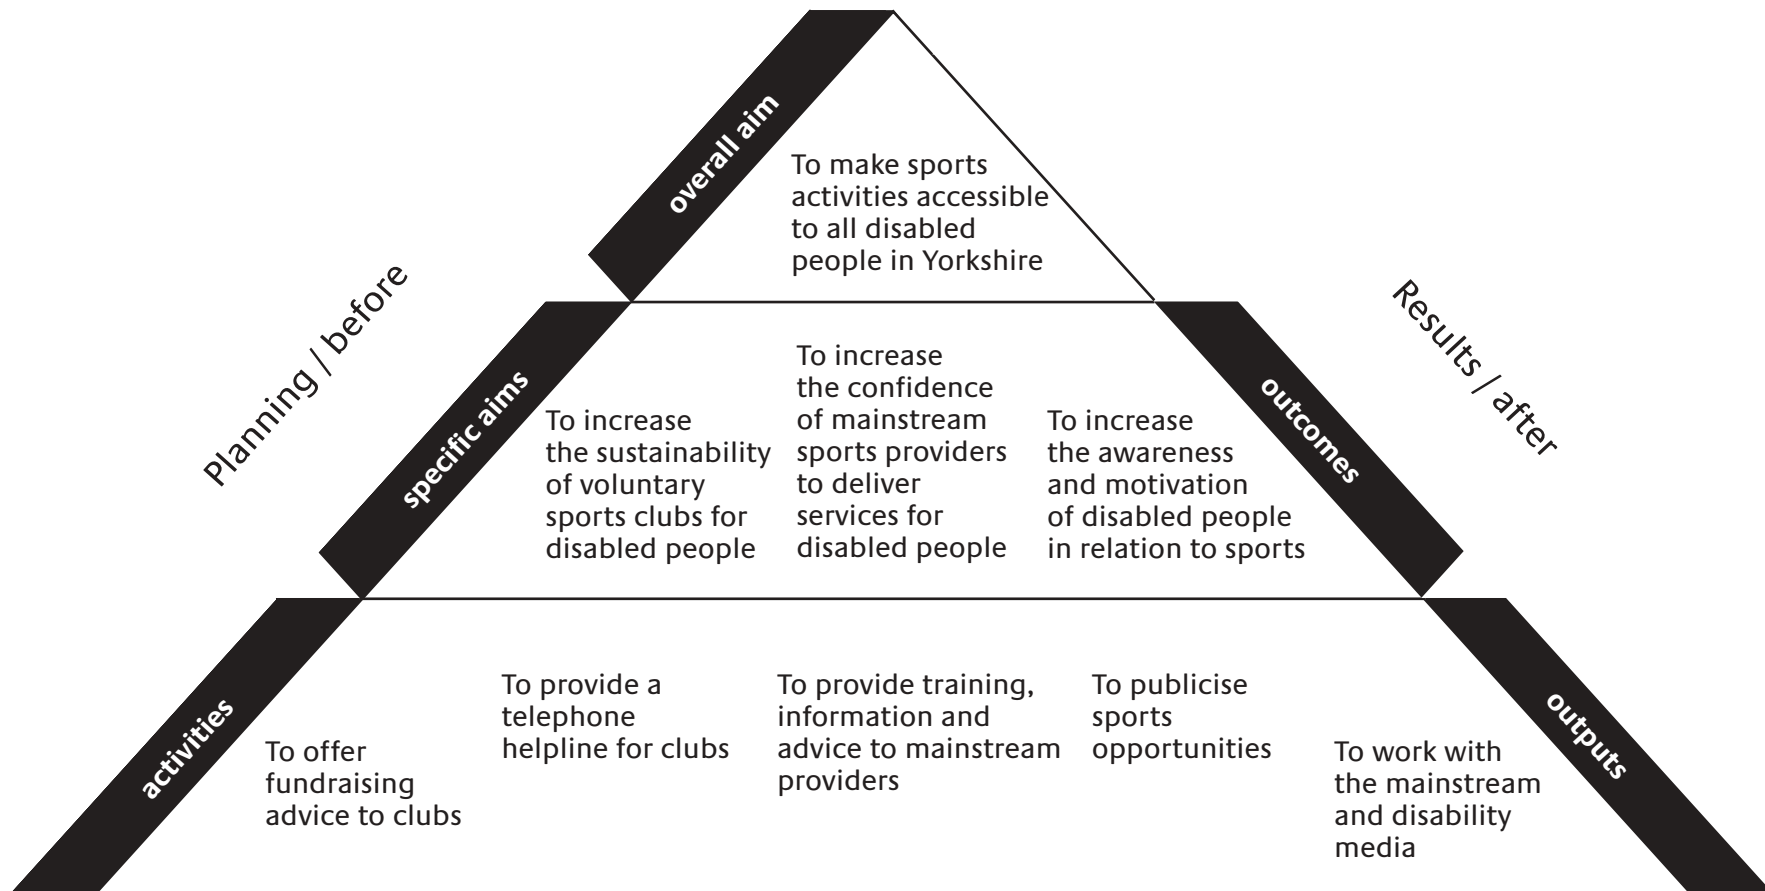 overall aim
To make sports
activities accessible
to all disabled
people in Yorkshire
Planning / before
Results / after
specific aims
To increase
the sustainability
of voluntary
sports clubs for
disabled people
To increase
the confidence
of mainstream
sports providers
to deliver
services for
disabled people
To increase
the awareness
and motivation
of disabled people
in relation to sports
outcomes
activities
To offer
fundraising
advice to clubs
To provide a
telephone
helpline for clubs
To provide training,
information and
advice to mainstream
providers
To publicise
sports
opportunities
To work with
the mainstream
and disability
media
outputs